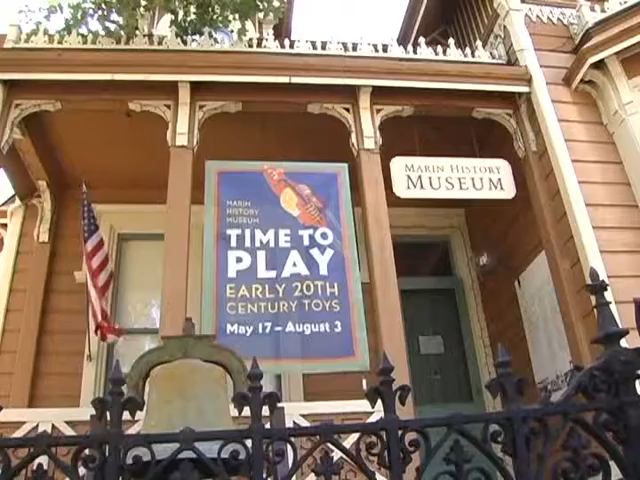 MARIN HISTORY
MUSEUM
MARIN
HISTORY
MUSEUM
TIME TO
PLAY
EARLY 20TH
CENTURY TOYS
MAY 17 – AUGUST 3